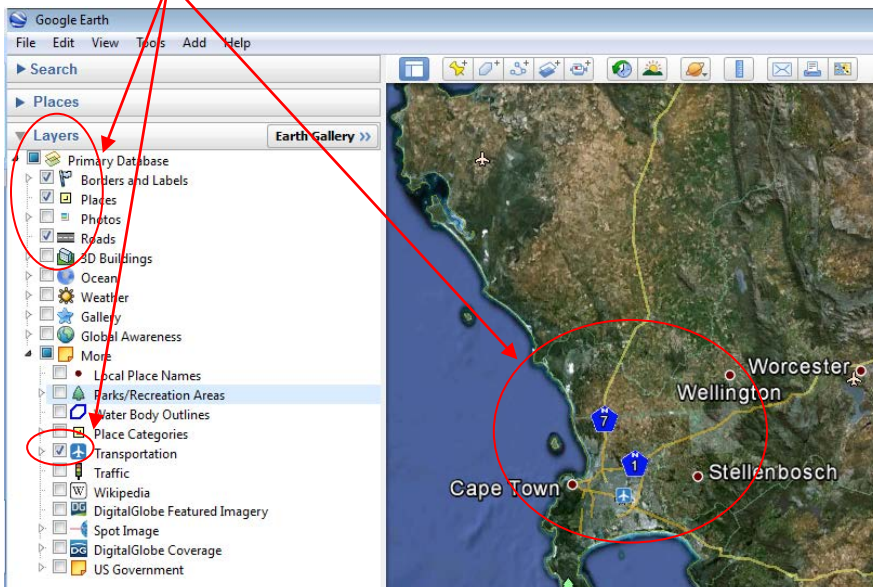 Google Earth
File Edit View Tools Add Help
Search
Places
Layers
Earth Gallery >>
Primary Database
Borders and Labels
Places
Photos
Roads
3D Buildings
Ocean
Weather
Gallery
Global Awareness
More
Local Place Names
Parks/Recreation Areas
Water Body Outlines
Place Categories
Transportation
Traffic
W Wikipedia
DG DigitalGlobe Featured Imagery
Spot Image
DG DigitalGlobe Coverage
US Government
Worcester
Wellington
N
7
N
1
Stellenbosch
Cape Town